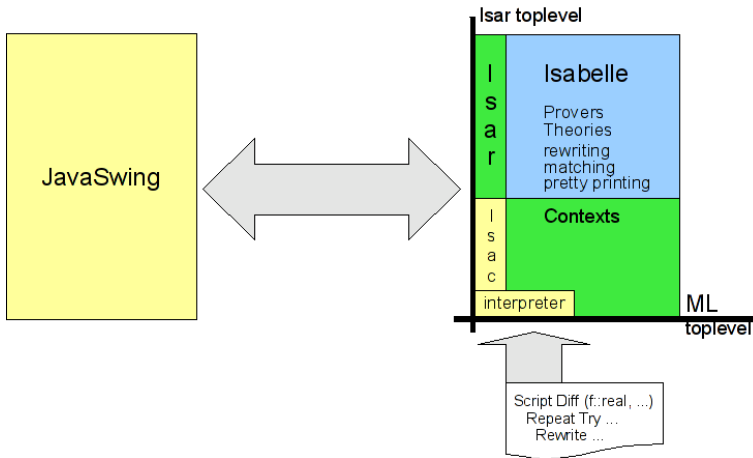 Isar toplevel
JavaSwing
I
s
a
r
Isabelle
Provers
Theories
rewriting
matching
pretty printing
I
s
a
c
Contexts
interpreter
ML
toplevel
Script Diff (f::real, ...)
Repeat Try ...
Rewrite ...